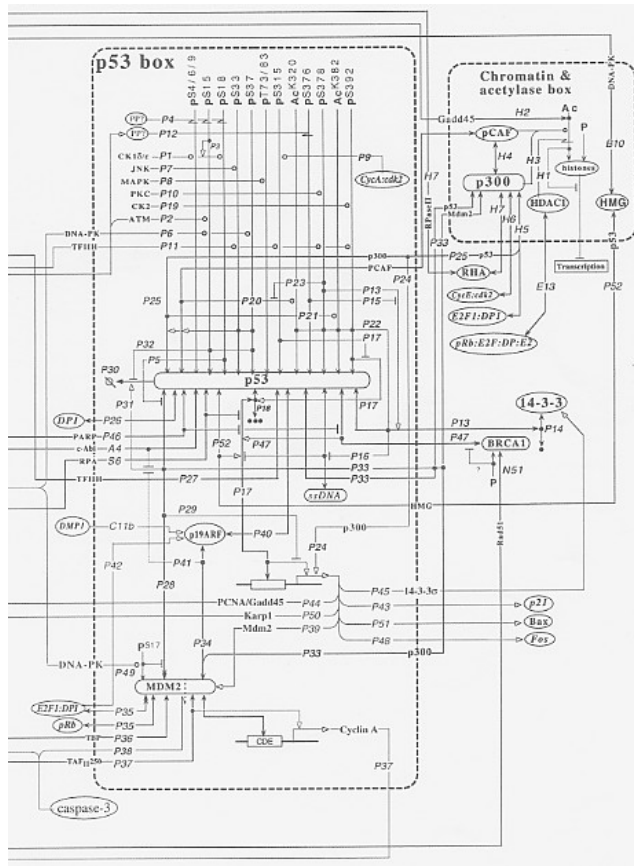 p53 box
pS4/6/9
pS15
pS18
pS33
pS37
pT73/83
pS315
AcK320
pS376
pS378
AcK382
pS392
Chromatin &
acetylase box
DNA-PK
Ac
P
Gadd45
H2
pCAF
H4
H3
H1
histones
B10
p300
HDAC1
HMG
H7
RPaseII
p53
Mdm2
P33
H7
H6
H5
p53
PP?
P4
PP?
P12
P3
CK1δ/ε
P1
P9
CycA:cdk2
JNK
P7
MAPK
P8
PKC
P10
CK2
P19
ATM
P2
DNA-PK
P6
TFIIH
P11
p300
P25
p53
PCAF
P24
RHA
Transcription
P52
CycE:cdk2
E13
E2F1:DP1
pRb:E2F:DP:E2
P23
P13
P25
P20
P15
P21
P22
P32
P17
P5
P30
p53
P31
P18
P17
DP1
P26
14-3-3
PARP
P46
P52
P47
P13
P14
c-Abl
A4
P47
BRCA1
RPA
S6
P16
P33
N51
TFIIH
P27
P17
P33
?
P
ssDNA
HMG
P29
p300
Rad51
DMP1
C11b
p19ARF
P40
P24
P42
P41
P28
P45
14-3-3σ
PCNA/Gadd45
P44
P43
p21
Karp1
P50
P51
Bax
P34
Mdm2
P39
P48
Fos
pS17
P33
p300
DNA-PK
P49
MDM2
E2F1:DP1
P35
pRb
P35
P36
Cyclin A
P38
CDE
TAFII250
P37
P37
caspase-3